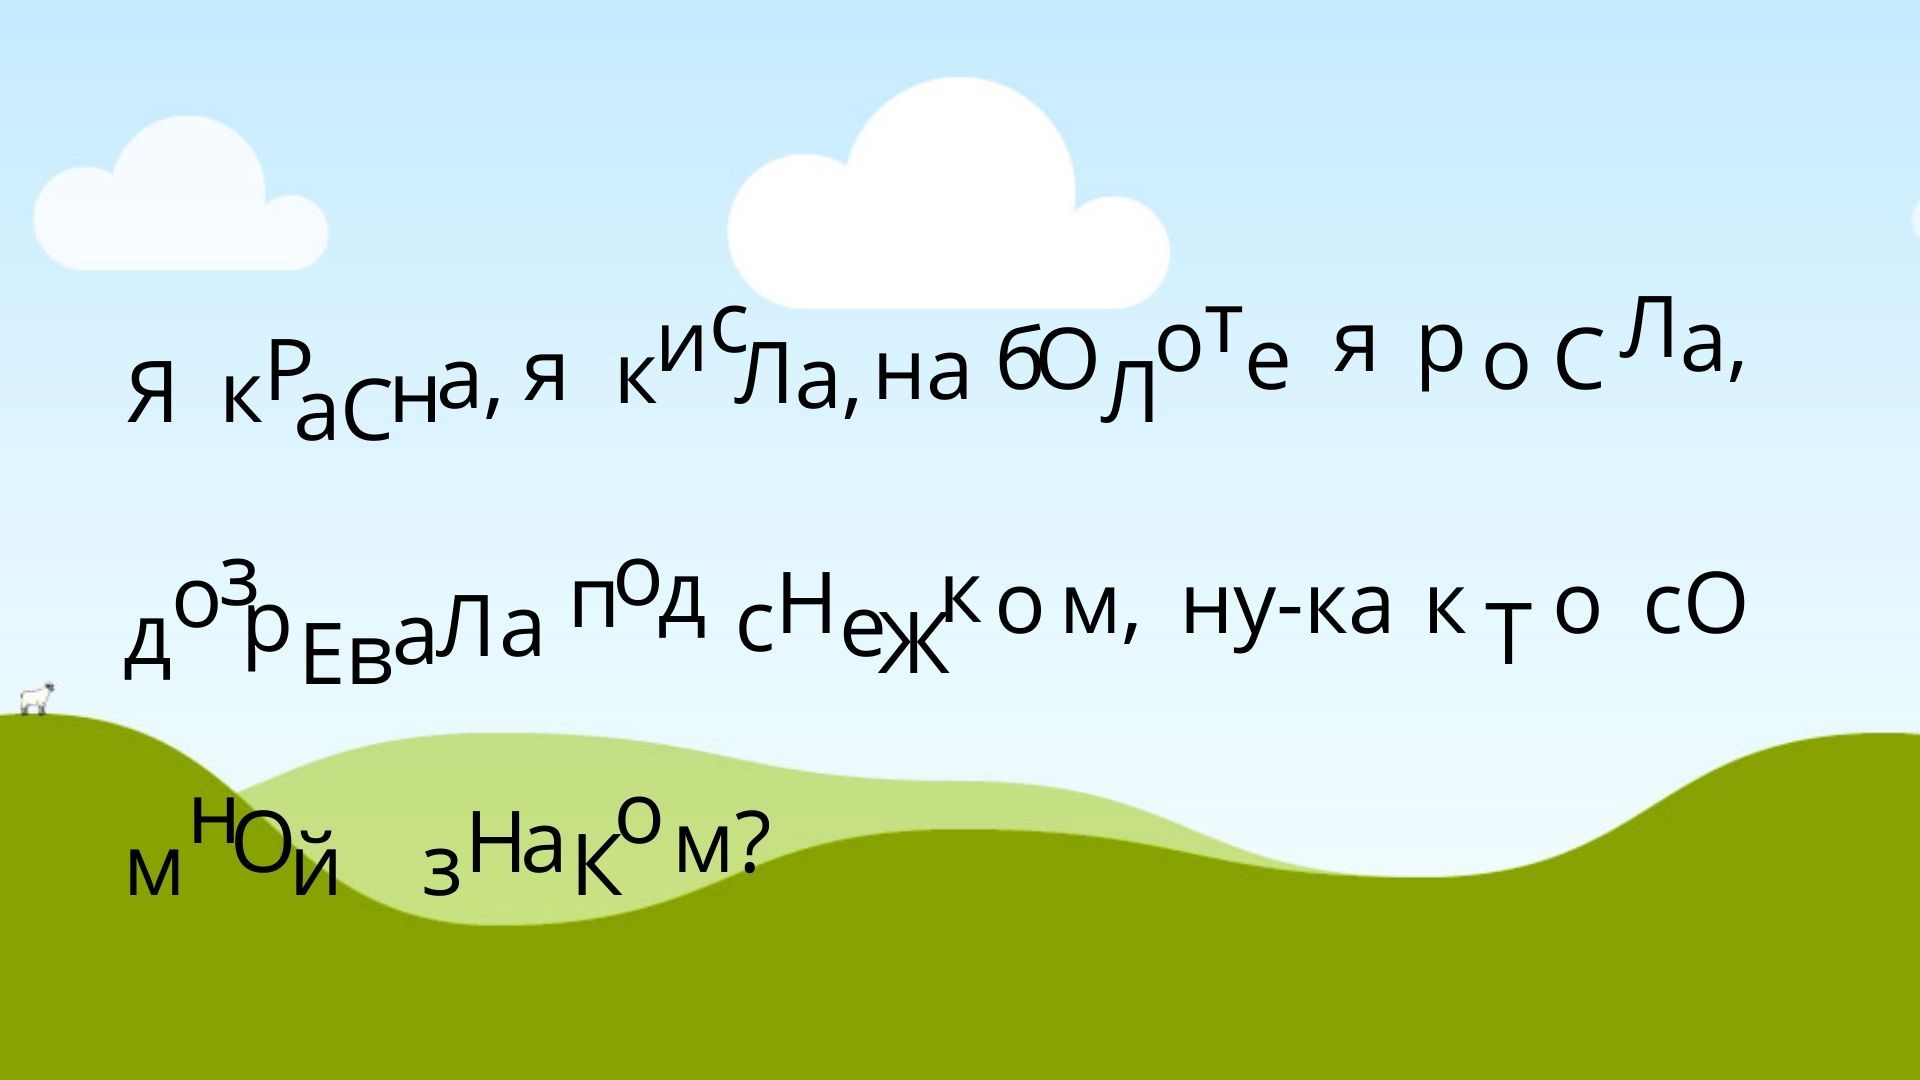 Я кРаСна, я кисЛа, на бОЛоте я роСЛа,
дозрЕваЛа под сНеЖком, ну-ка кТо сО
мнОй зНаКом?